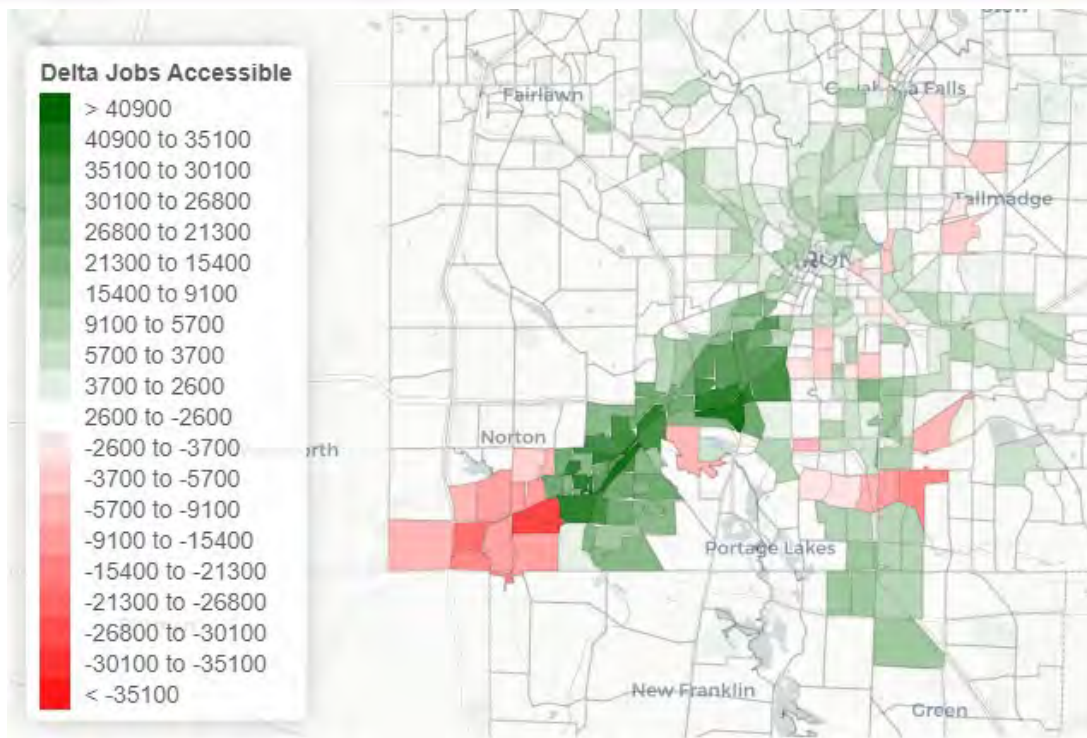 Delta Jobs Accessible
> 40900
40900 to 35100
35100 to 30100
30100 to 26800
26800 to 21300
21300 to 15400
15400 to 9100
9100 to 5700
5700 to 3700
3700 to 2600
2600 to -2600
-2600 to -3700
-3700 to -5700
-5700 to -9100
-9100 to -15400
-15400 to -21300
-21300 to -26800
-26800 to -30100
-30100 to -35100
< -35100
Fairlawn
Falls
Tallmadge
Norton
Portage Lakes
New Franklin
Green